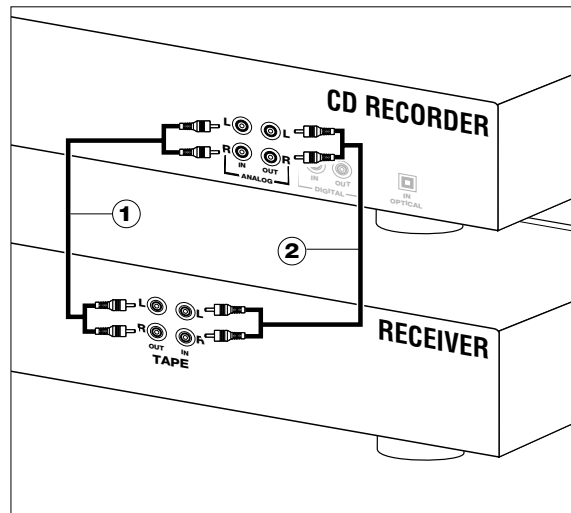 CD RECORDER
L L
R R
IN OUT
ANALOG
IN OUT
DIGITAL
IN
OPTICAL
1
2
L L
R R
OUT IN
TAPE
RECEIVER